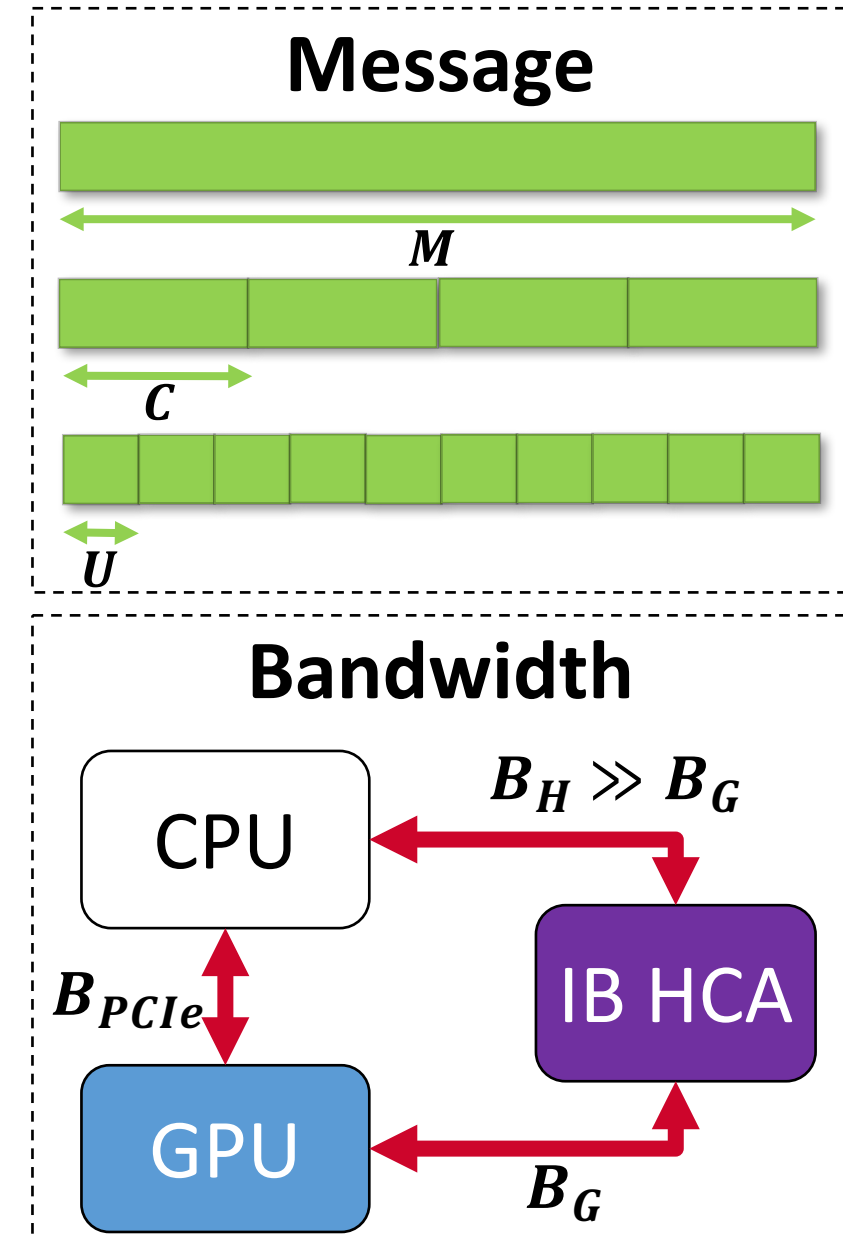 Message
M
C
U
Bandwidth
B_H ≫ B_G
CPU
B_PCIe
IB HCA
GPU
B_G